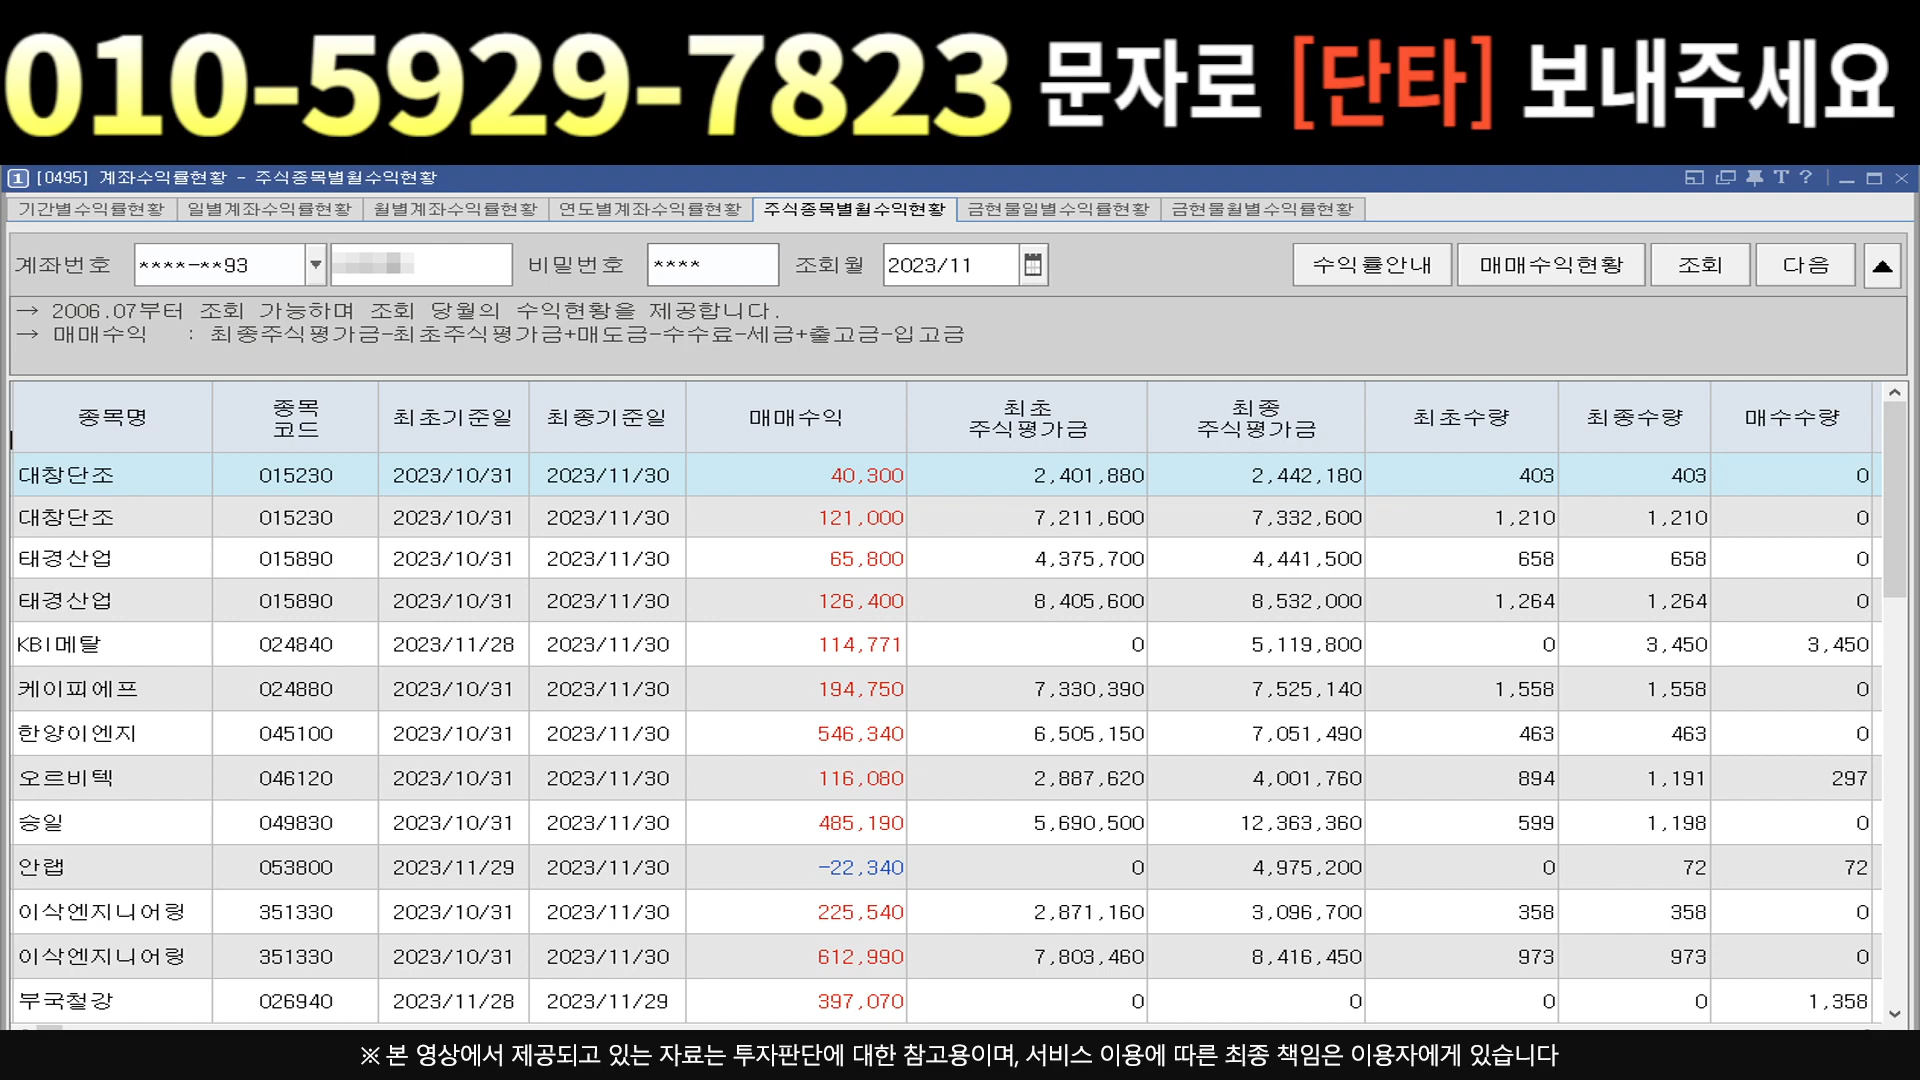 010-5929-7823 문자로 [단타] 보내주세요
1 [0495] 계좌수익률현황 - 주식종목별월수익현황
기간별수익률현황 일별계좌수익률현황 월별계좌수익률현황 연도별계좌수익률현황 주식종목별월수익현황 금현물일별수익률현황 금현물월별수익률현황
계좌번호 ****-**93 비밀번호 **** 조회월 2023/11 수익률안내 매매수익현황 조회 다음
→ 2006.07부터 조회 가능하며 조회 당월의 수익현황을 제공합니다.
→ 매매수익 : 최종주식평가금-최초주식평가금+매도금-수수료-세금+출고금-입고금
종목명 종목코드 최초기준일 최종기준일 매매수익 최초주식평가금 최종주식평가금 최초수량 최종수량 매수수량
대창단조 015230 2023/10/31 2023/11/30 40,300 2,401,880 2,442,180 403 403 0
대창단조 015230 2023/10/31 2023/11/30 121,000 7,211,600 7,332,600 1,210 1,210 0
태경산업 015890 2023/10/31 2023/11/30 65,800 4,375,700 4,441,500 658 658 0
태경산업 015890 2023/10/31 2023/11/30 126,400 8,405,600 8,532,000 1,264 1,264 0
KBI메탈 024840 2023/11/28 2023/11/30 114,771 0 5,119,800 0 3,450 3,450
케이피에프 024880 2023/10/31 2023/11/30 194,750 7,330,390 7,525,140 1,558 1,558 0
한양이엔지 045100 2023/10/31 2023/11/30 546,340 6,505,150 7,051,490 463 463 0
오르비텍 046120 2023/10/31 2023/11/30 116,080 2,887,620 4,001,760 894 1,191 297
승일 049830 2023/10/31 2023/11/30 485,190 5,690,500 12,363,360 599 1,198 0
안랩 053800 2023/11/29 2023/11/30 -22,340 0 4,975,200 0 72 72
이삭엔지니어링 351330 2023/10/31 2023/11/30 225,540 2,871,160 3,096,700 358 358 0
이삭엔지니어링 351330 2023/10/31 2023/11/30 612,990 7,803,460 8,416,450 973 973 0
부국철강 026940 2023/11/28 2023/11/29 397,070 0 0 0 0 1,358
※ 본 영상에서 제공되고 있는 자료는 투자판단에 대한 참고용이며, 서비스 이용에 따른 최종 책임은 이용자에게 있습니다